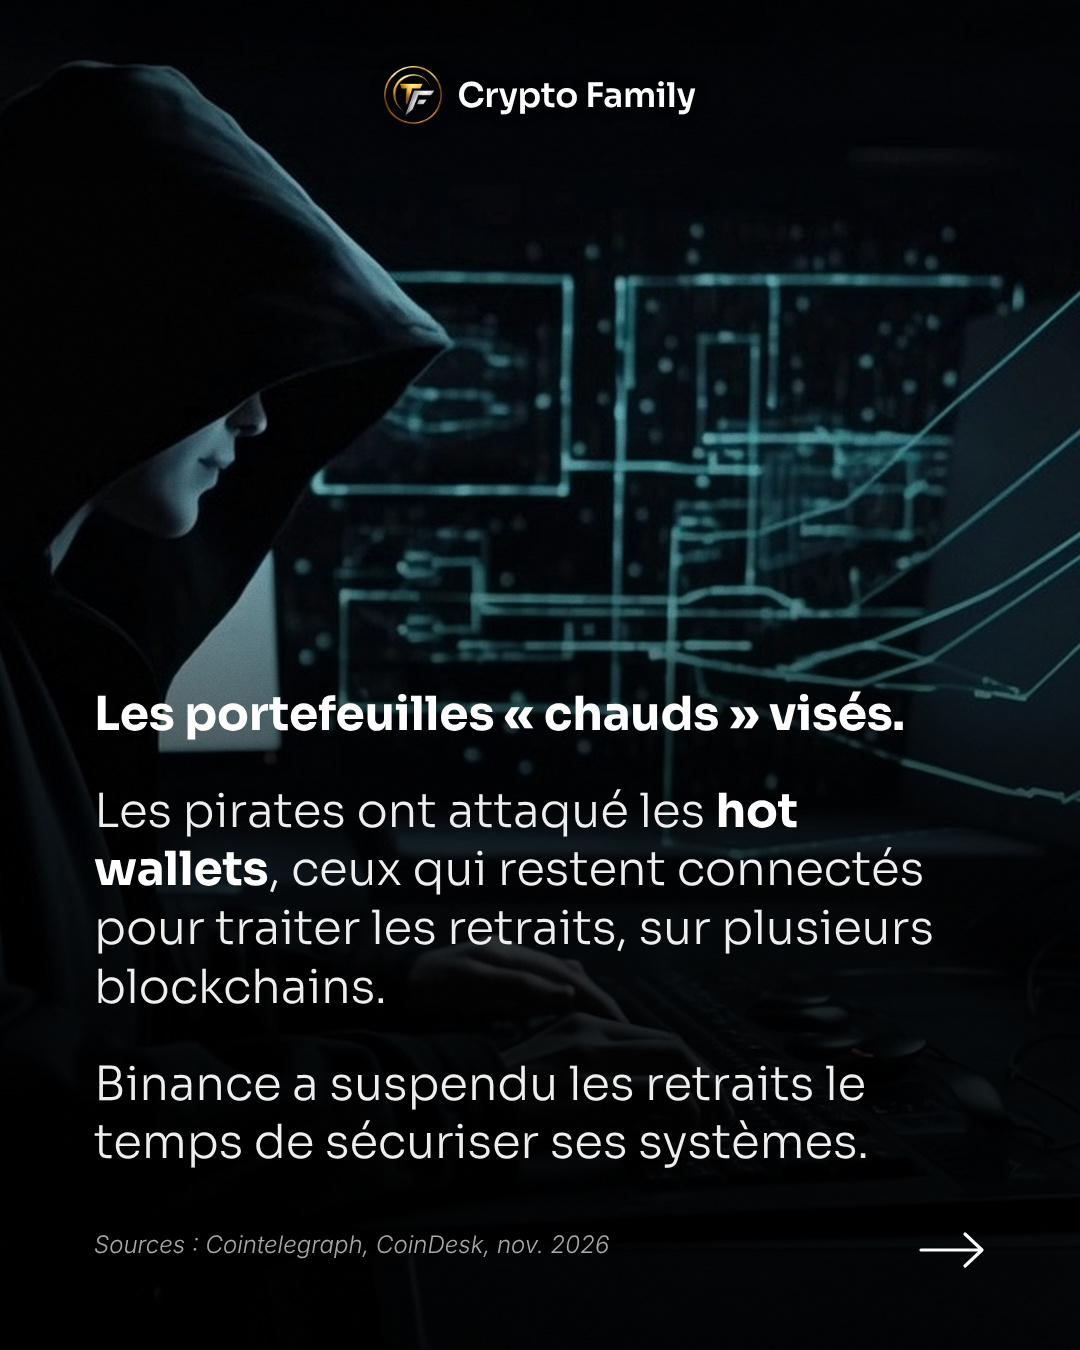 TF
Crypto Family
Les portefeuilles « chauds » visés.
Les pirates ont attaqué les hot
wallets, ceux qui restent connectés
pour traiter les retraits, sur plusieurs
blockchains.
Binance a suspendu les retraits le
temps de sécuriser ses systèmes.
Sources : Cointelegraph, CoinDesk, nov. 2026